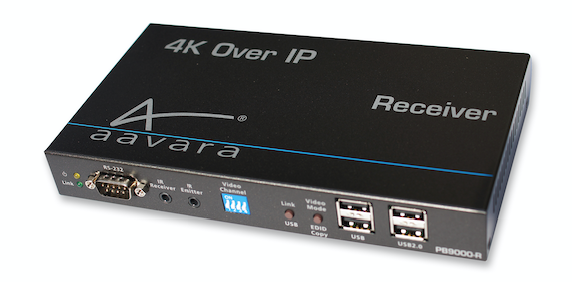 4K Over IP
Receiver
aavara®
RS-232
Link
IR
Receiver
IR
Emitter
Video
Channel
ON
Link
USB
Video
Mode
EDID
Copy
USB
USB2.0
PB9000-R